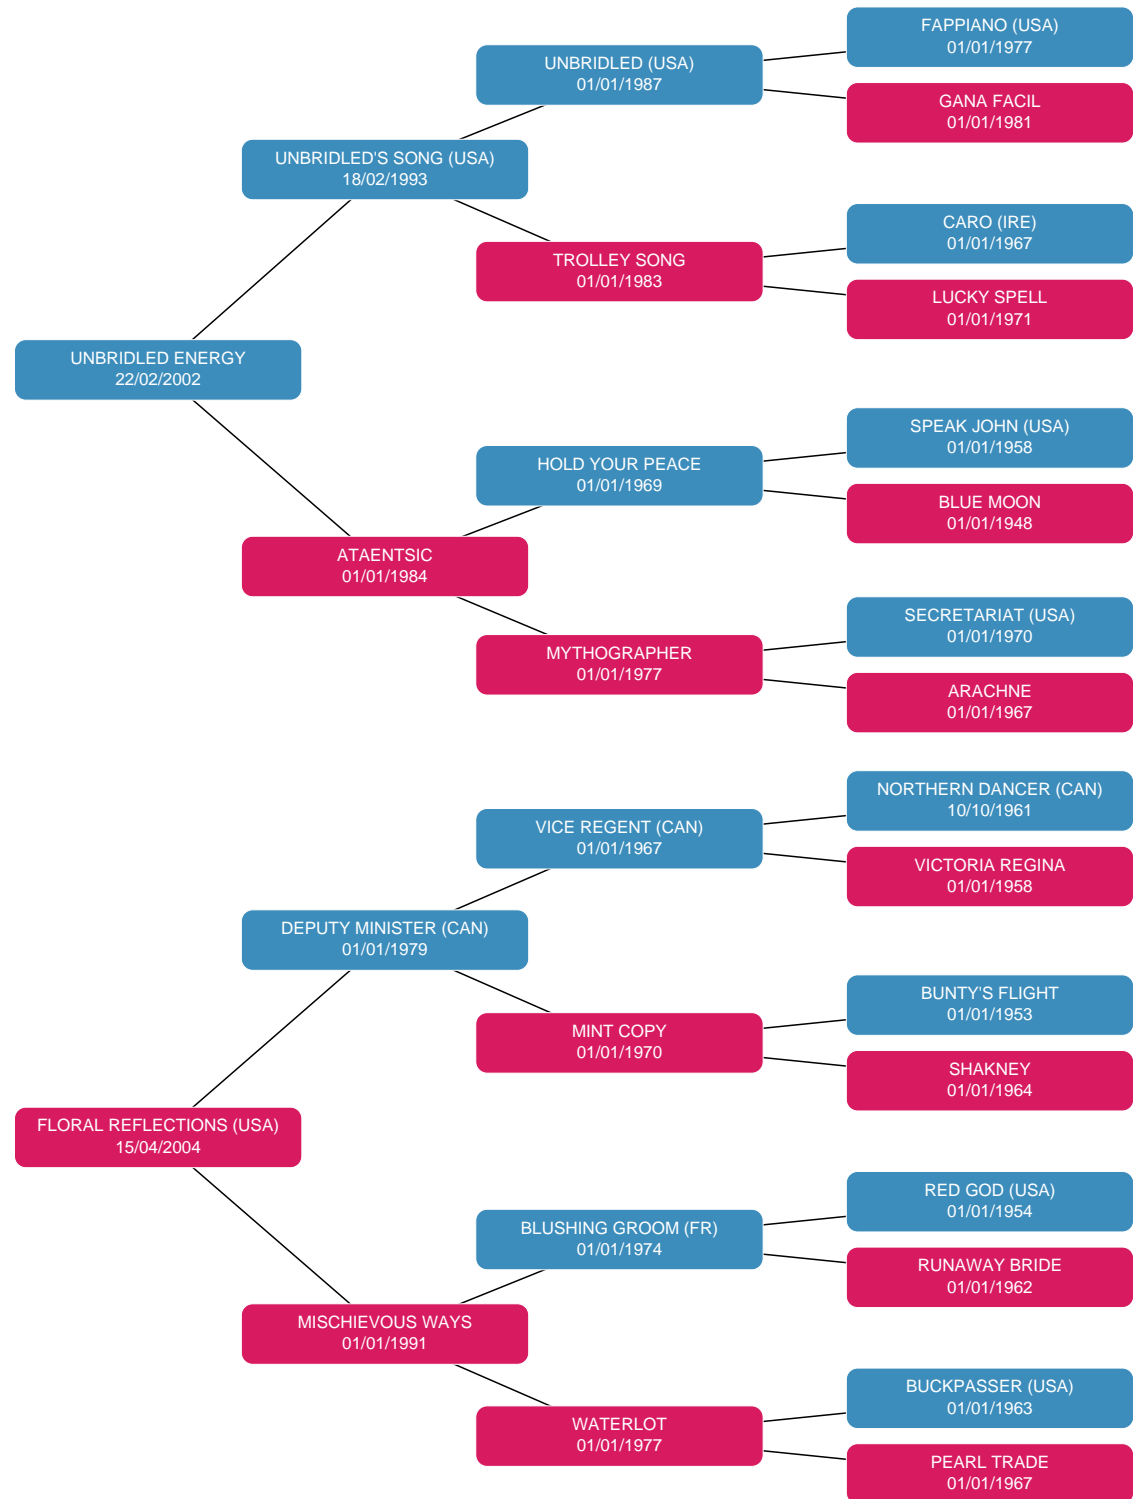 FAPPIANO (USA)
01/01/1977
UNBRIDLED (USA)
01/01/1987
GANA FACIL
01/01/1981
UNBRIDLED'S SONG (USA)
18/02/1993
CARO (IRE)
01/01/1967
TROLLEY SONG
01/01/1983
LUCKY SPELL
01/01/1971
UNBRIDLED ENERGY
22/02/2002
SPEAK JOHN (USA)
01/01/1958
HOLD YOUR PEACE
01/01/1969
BLUE MOON
01/01/1948
ATAENTSIC
01/01/1984
SECRETARIAT (USA)
01/01/1970
MYTHOGRAPHER
01/01/1977
ARACHNE
01/01/1967
NORTHERN DANCER (CAN)
10/10/1961
VICE REGENT (CAN)
01/01/1967
VICTORIA REGINA
01/01/1958
DEPUTY MINISTER (CAN)
01/01/1979
BUNTY'S FLIGHT
01/01/1953
MINT COPY
01/01/1970
SHAKNEY
01/01/1964
FLORAL REFLECTIONS (USA)
15/04/2004
RED GOD (USA)
01/01/1954
BLUSHING GROOM (FR)
01/01/1974
RUNAWAY BRIDE
01/01/1962
MISCHIEVOUS WAYS
01/01/1991
BUCKPASSER (USA)
01/01/1963
WATERLOT
01/01/1977
PEARL TRADE
01/01/1967